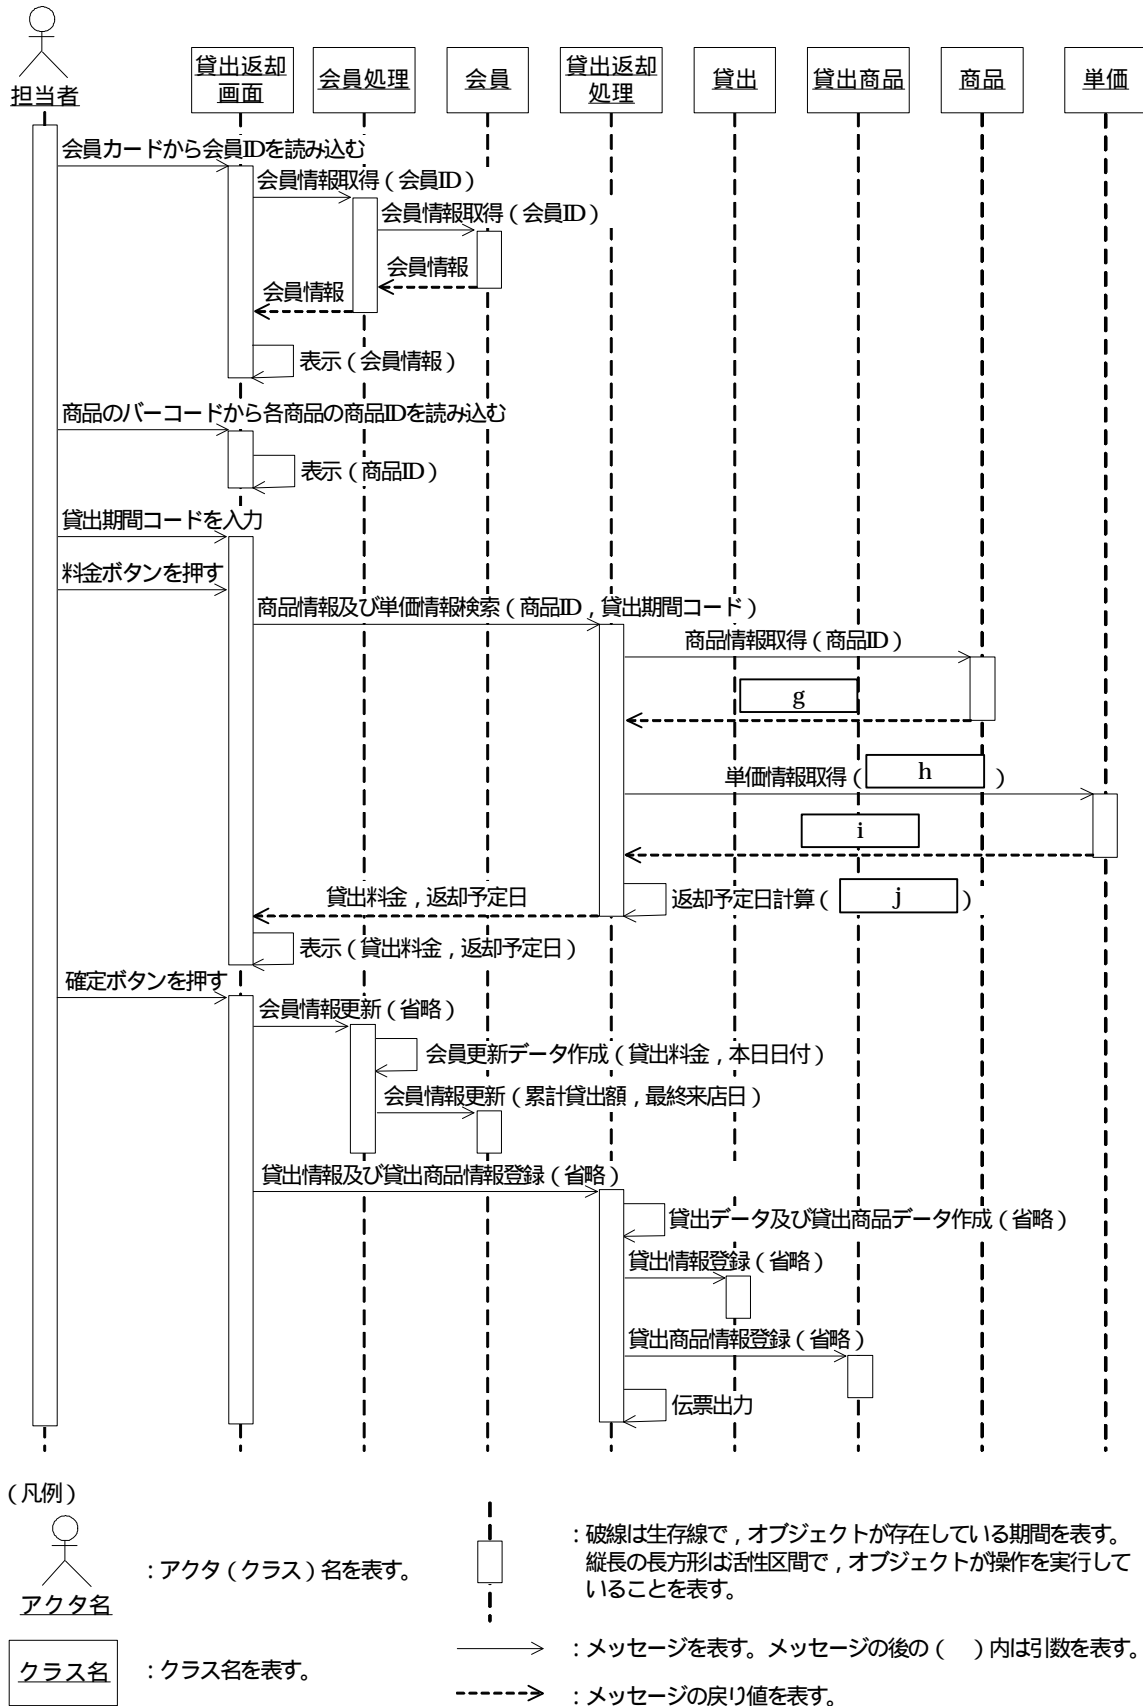 担当者
貸出返却
画面
会員処理
会員
貸出返却
処理
貸出
貸出商品
商品
単価
会員カードから会員IDを読み込む
会員情報取得（会員ID）
会員情報取得（会員ID）
会員情報
会員情報
表示（会員情報）
商品のバーコードから各商品の商品IDを読み込む
表示（商品ID）
貸出期間コードを入力
料金ボタンを押す
商品情報及び単価情報検索（商品ID，貸出期間コード）
商品情報取得（商品ID）
g
単価情報取得（ h ）
i
貸出料金，返却予定日
返却予定日計算（ j ）
表示（貸出料金，返却予定日）
確定ボタンを押す
会員情報更新（省略）
会員更新データ作成（貸出料金，本日日付）
会員情報更新（累計貸出額，最終来店日）
貸出情報及び貸出商品情報登録（省略）
貸出データ及び貸出商品データ作成（省略）
貸出情報登録（省略）
貸出商品情報登録（省略）
伝票出力
（凡例）
アクタ名
：アクタ（クラス）名を表す。
：破線は生存線で，オブジェクトが存在している期間を表す。
縦長の長方形は活性区間で，オブジェクトが操作を実行して
いることを表す。
クラス名
：クラス名を表す。
：メッセージを表す。メッセージの後の（　）内は引数を表す。
：メッセージの戻り値を表す。